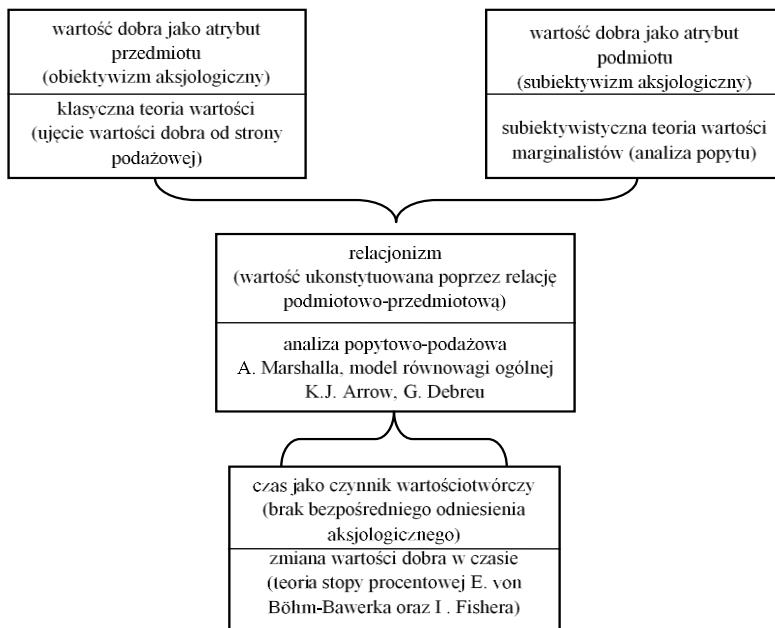 wartość dobra jako atrybut
przedmiotu
(obiektywizm aksjologiczny)
klasyczna teoria wartości
(ujęcie wartości dobra od strony
podażowej)
wartość dobra jako atrybut
podmiotu
(subiektywizm aksjologiczny)
subiektywistyczna teoria wartości
marginalistów (analiza popytu)
relacjonizm
(wartość ukonstytuowana poprzez relację
podmiotowo-przedmiotową)
analiza popytowo-podażowa
A. Marshalla, model równowagi ogólnej
K.J. Arrow, G. Debreu
czas jako czynnik wartościotwórczy
(brak bezpośredniego odniesienia
aksjologicznego)
zmiana wartości dobra w czasie
(teoria stopy procentowej E. von
Böhm-Bawerka oraz I . Fishera)